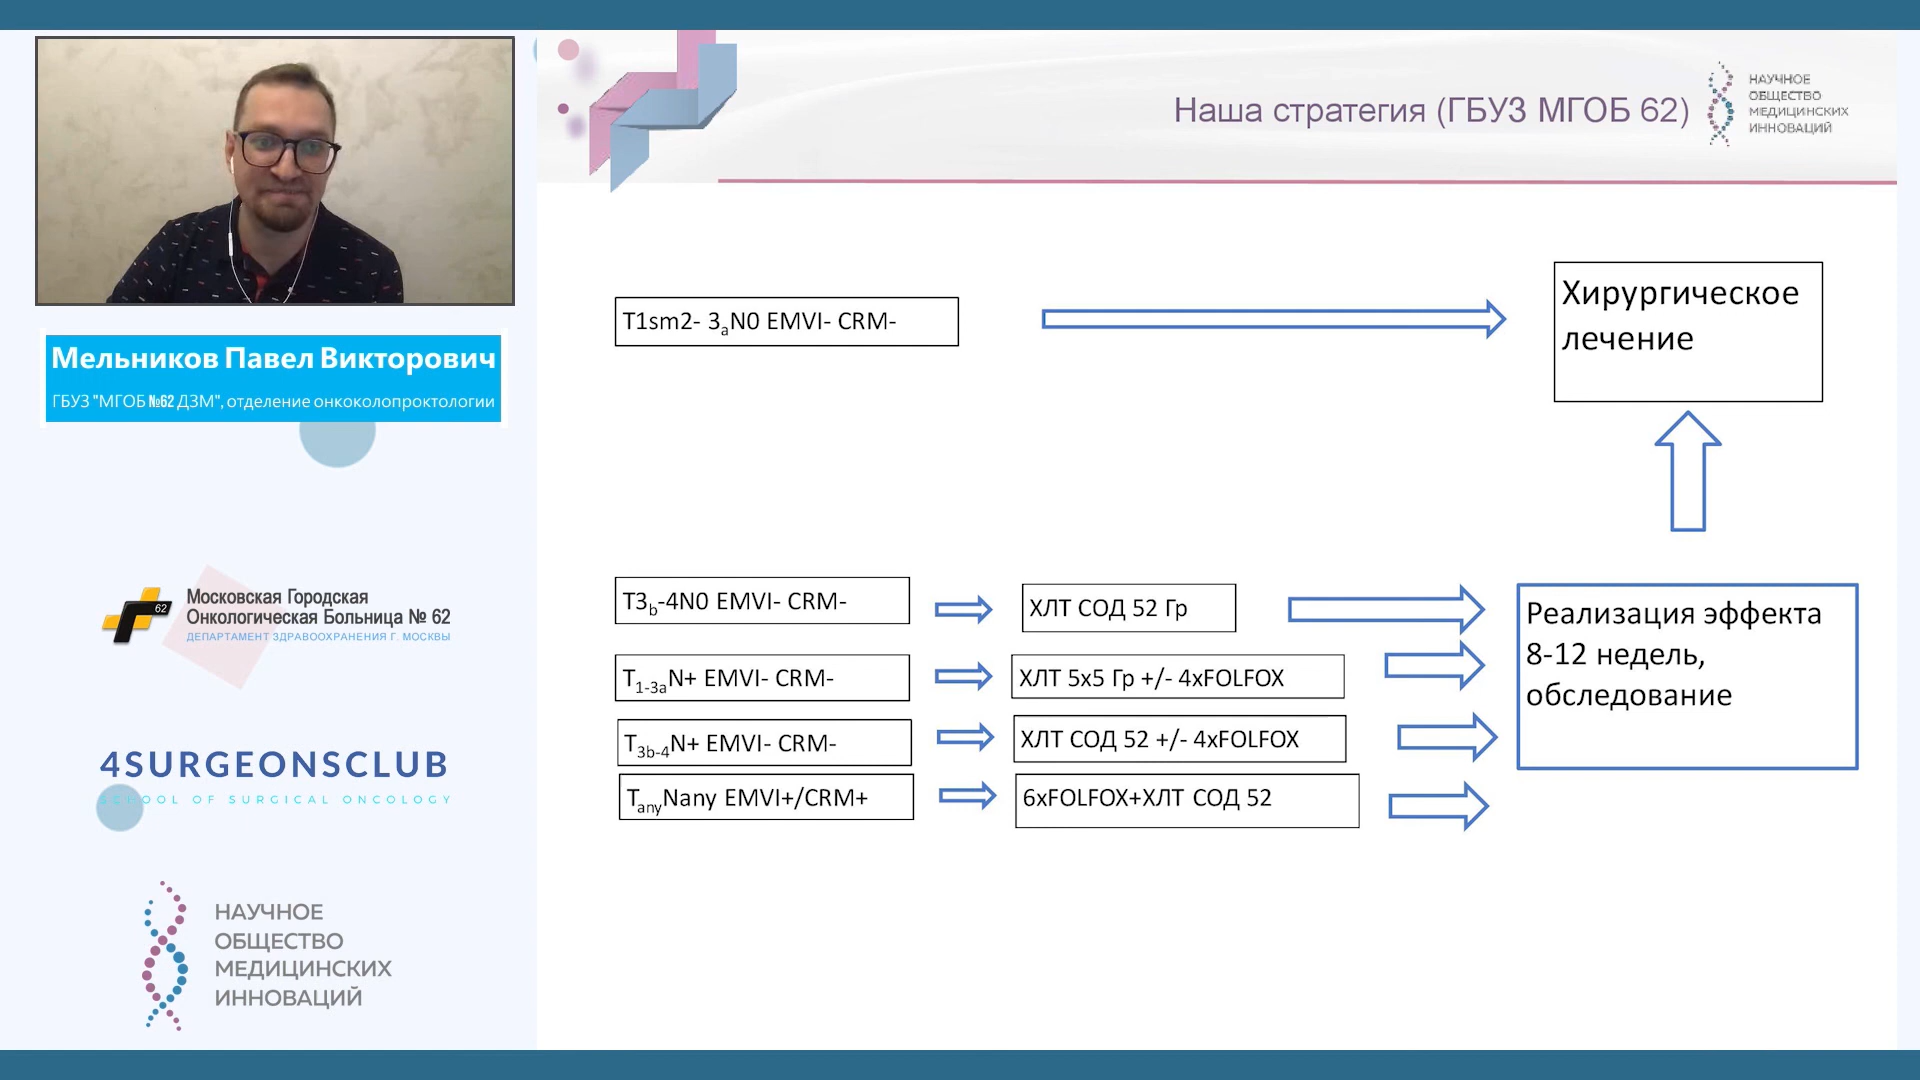 Наша стратегия (ГБУЗ МГОБ 62)
НАУЧНОЕ
ОБЩЕСТВО
МЕДИЦИНСКИХ
ИННОВАЦИЙ
Мельников Павел Викторович
ГБУЗ "МГОБ №62 ДЗМ", отделение онкоколопроктологии
62
Московская Городская
Онкологическая Больница № 62
ДЕПАРТАМЕНТ ЗДРАВООХРАНЕНИЯ Г. МОСКВЫ
4SURGEONSCLUB
SCHOOL OF SURGICAL ONCOLOGY
НАУЧНОЕ
ОБЩЕСТВО
МЕДИЦИНСКИХ
ИННОВАЦИЙ
T1sm2- 3aN0 EMVI- CRM-
Хирургическое
лечение
T3b-4N0 EMVI- CRM-
ХЛТ СОД 52 Гр
T1-3aN+ EMVI- CRM-
ХЛТ 5х5 Гр +/- 4xFOLFOX
T3b-4N+ EMVI- CRM-
ХЛТ СОД 52 +/- 4xFOLFOX
TanyNany EMVI+/CRM+
6xFOLFOX+ХЛТ СОД 52
Реализация эффекта
8-12 недель,
обследование